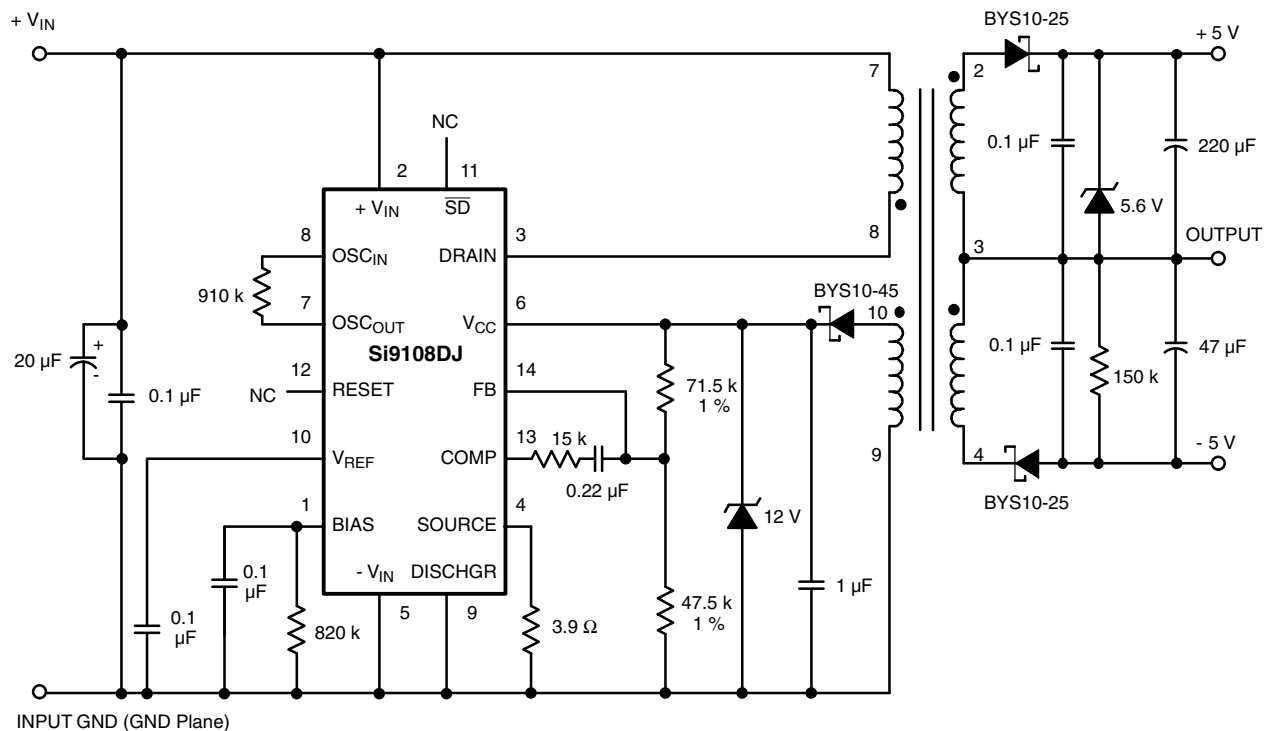 + VIN
BYS10-25
+ 5 V
7
2
NC
0.1 µF
220 µF
2
11
+ VIN
SD
5.6 V
8
OSCIN
DRAIN
3
8
3
OUTPUT
910 k
7
OSCOUT
VCC
6
BYS10-45
10
Si9108DJ
20 µF
+
-
0.1 µF
12
NC
RESET
FB
14
71.5 k
1 %
0.1 µF
150 k
47 µF
10
VREF
COMP
13
15 k
0.22 µF
9
4
- 5 V
BYS10-25
1
BIAS
SOURCE
4
12 V
- VIN
DISCHGR
0.1
µF
0.1
µF
820 k
5
9
3.9 Ω
47.5 k
1 %
1 µF
INPUT GND (GND Plane)